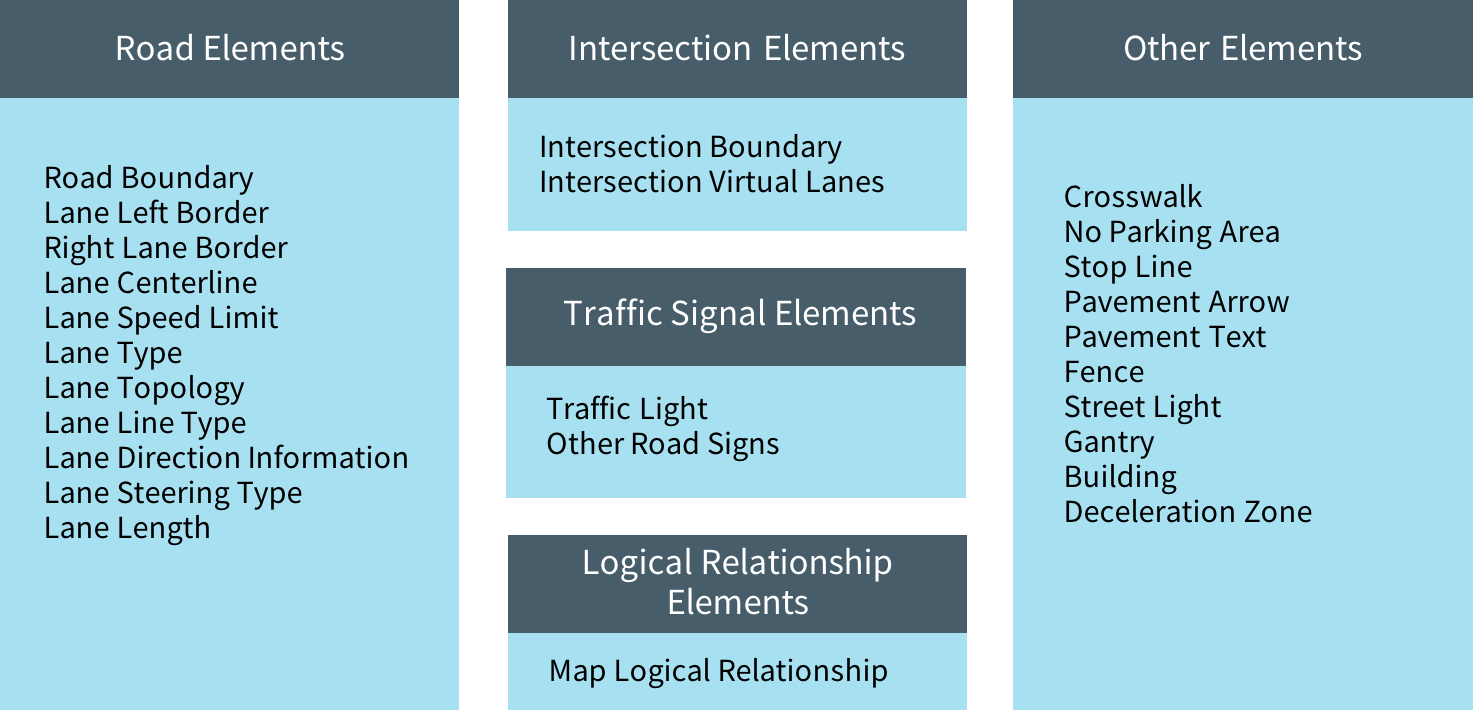 Road Elements
Road Boundary
Lane Left Border
Right Lane Border
Lane Centerline
Lane Speed Limit
Lane Type
Lane Topology
Lane Line Type
Lane Direction Information
Lane Steering Type
Lane Length
Intersection Elements
Intersection Boundary
Intersection Virtual Lanes
Traffic Signal Elements
Traffic Light
Other Road Signs
Logical Relationship
Elements
Map Logical Relationship
Other Elements
Crosswalk
No Parking Area
Stop Line
Pavement Arrow
Pavement Text
Fence
Street Light
Gantry
Building
Deceleration Zone